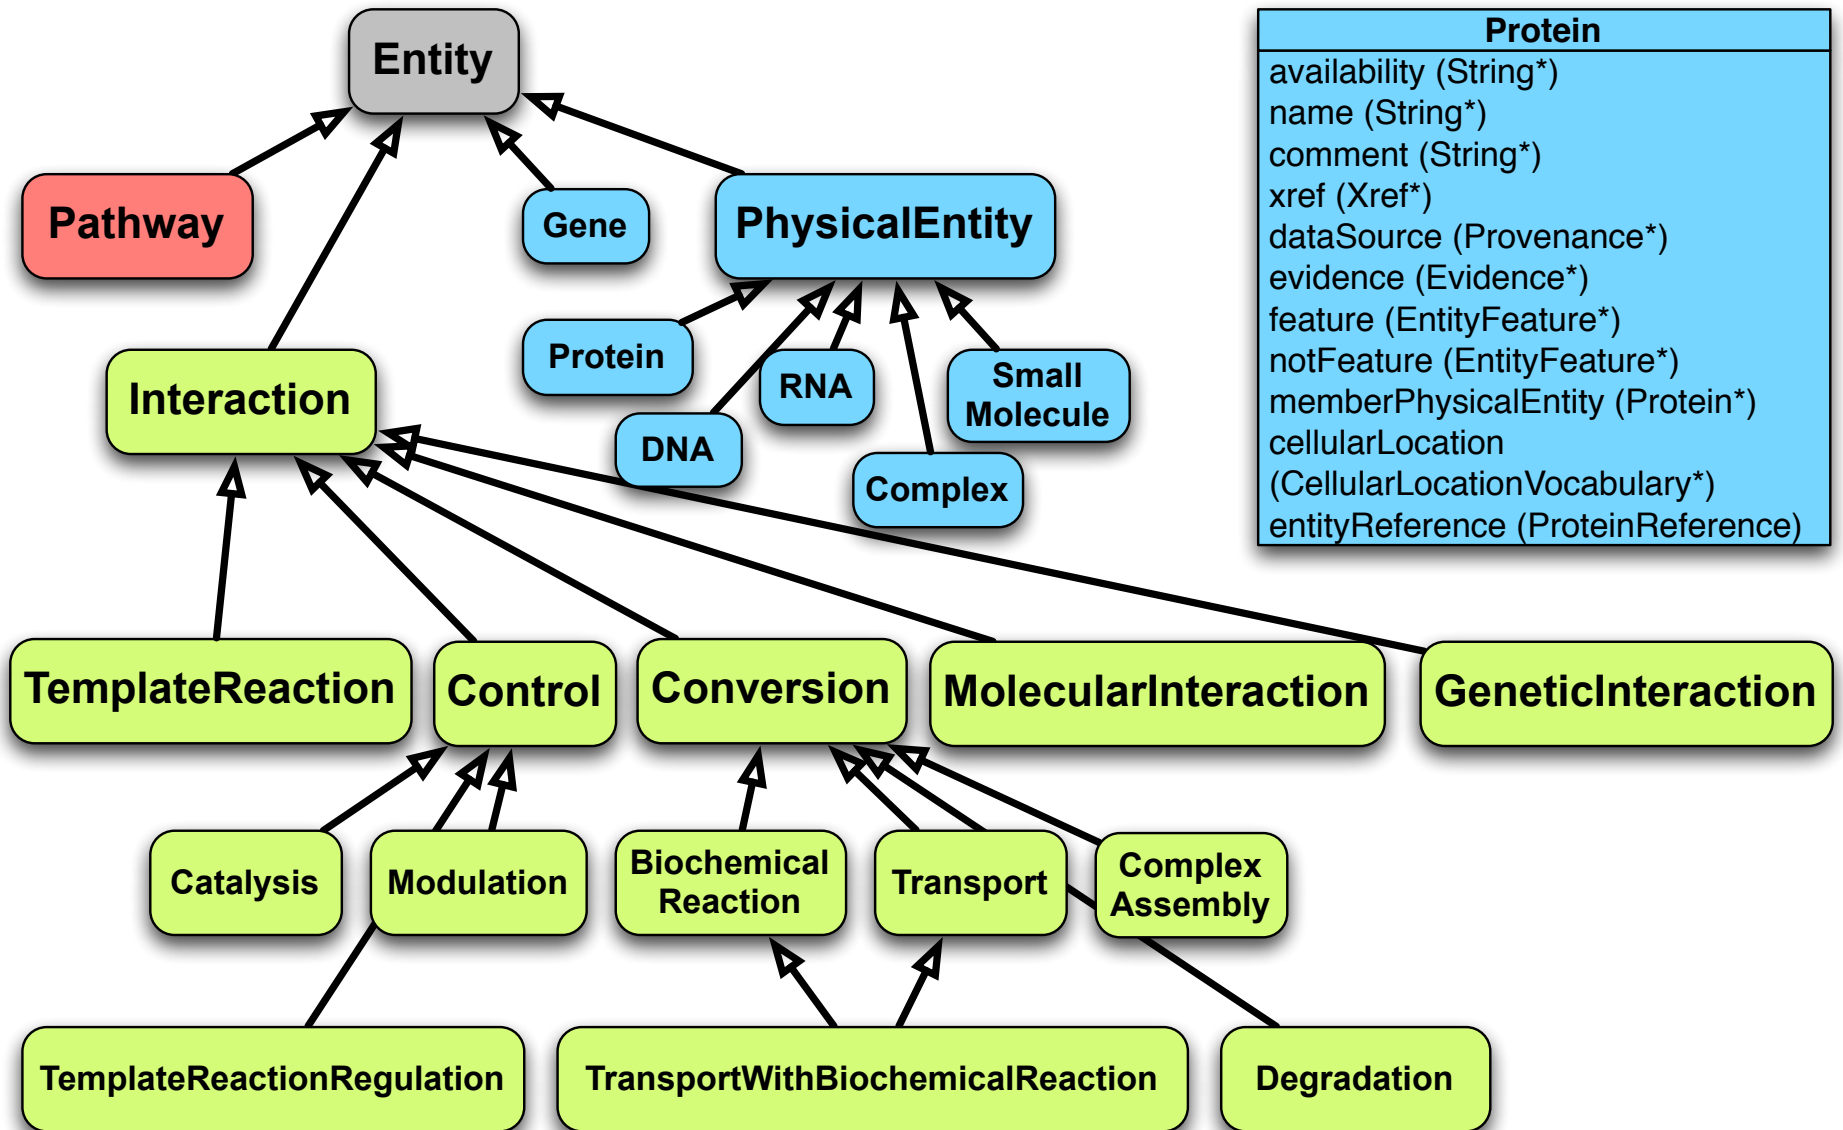 Entity
Protein
availability (String*)
name (String*)
comment (String*)
xref (Xref*)
dataSource (Provenance*)
evidence (Evidence*)
feature (EntityFeature*)
notFeature (EntityFeature*)
memberPhysicalEntity (Protein*)
cellularLocation
(CellularLocationVocabulary*)
entityReference (ProteinReference)
Pathway
Gene
PhysicalEntity
Interaction
Protein
DNA
RNA
Complex
Small
Molecule
TemplateReaction
Control
Conversion
MolecularInteraction
GeneticInteraction
Catalysis
Modulation
Biochemical
Reaction
Transport
Complex
Assembly
TemplateReactionRegulation
TransportWithBiochemicalReaction
Degradation